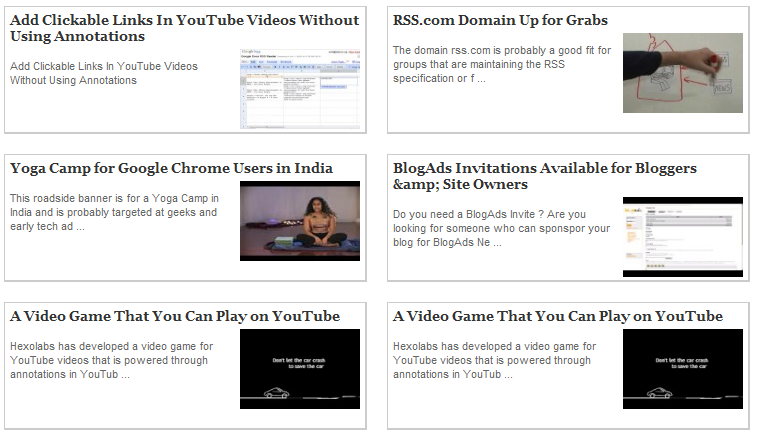 Add Clickable Links In YouTube Videos Without
Using Annotations
Add Clickable Links In YouTube Videos
Without Using Annotations
RSS.com Domain Up for Grabs
The domain rss.com is probably a good fit for
groups that are maintaining the RSS
specification or f ...
Yoga Camp for Google Chrome Users in India
This roadside banner is for a Yoga Camp in
India and is probably targeted at geeks and
early tech ad ...
BlogAds Invitations Available for Bloggers
&amp; Site Owners
Do you need a BlogAds Invite ? Are you
looking for someone who can sponspor your
blog for BlogAds Ne ...
A Video Game That You Can Play on YouTube
Hexolabs has developed a video game for
YouTube videos that is powered through
annotations in YouTub ...
Don't let the car crash
to save the car
A Video Game That You Can Play on YouTube
Hexolabs has developed a video game for
YouTube videos that is powered through
annotations in YouTub ...
Don't let the car crash
to save the car